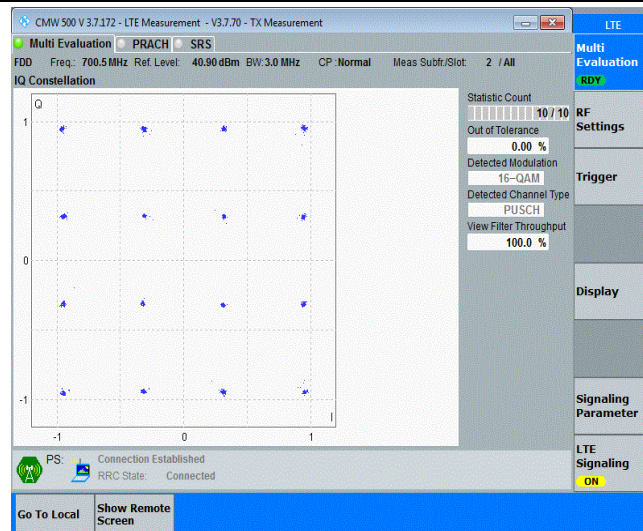 CMW 500 V 3.7.172 - LTE Measurement - V3.7.70 - TX Measurement
LTE
Multi Evaluation PRACH SRS
Multi
Evaluation
RDY
FDD Freq.: 700.5 MHz Ref. Level: 40.90 dBm BW: 3.0 MHz CP : Normal Meas Subfr./Slot: 2 / All
IQ Constellation
Q
1
0
-1
-1 0 1
I
Statistic Count
10 / 10
Out of Tolerance
0.00 %
Detected Modulation
16-QAM
Detected Channel Type
PUSCH
View Filter Throughput
100.0 %
RF
Settings
Trigger
Display
Signaling
Parameter
LTE
Signaling
ON
PS: Connection Established
RRC State: Connected
Go To Local
Show Remote
Screen